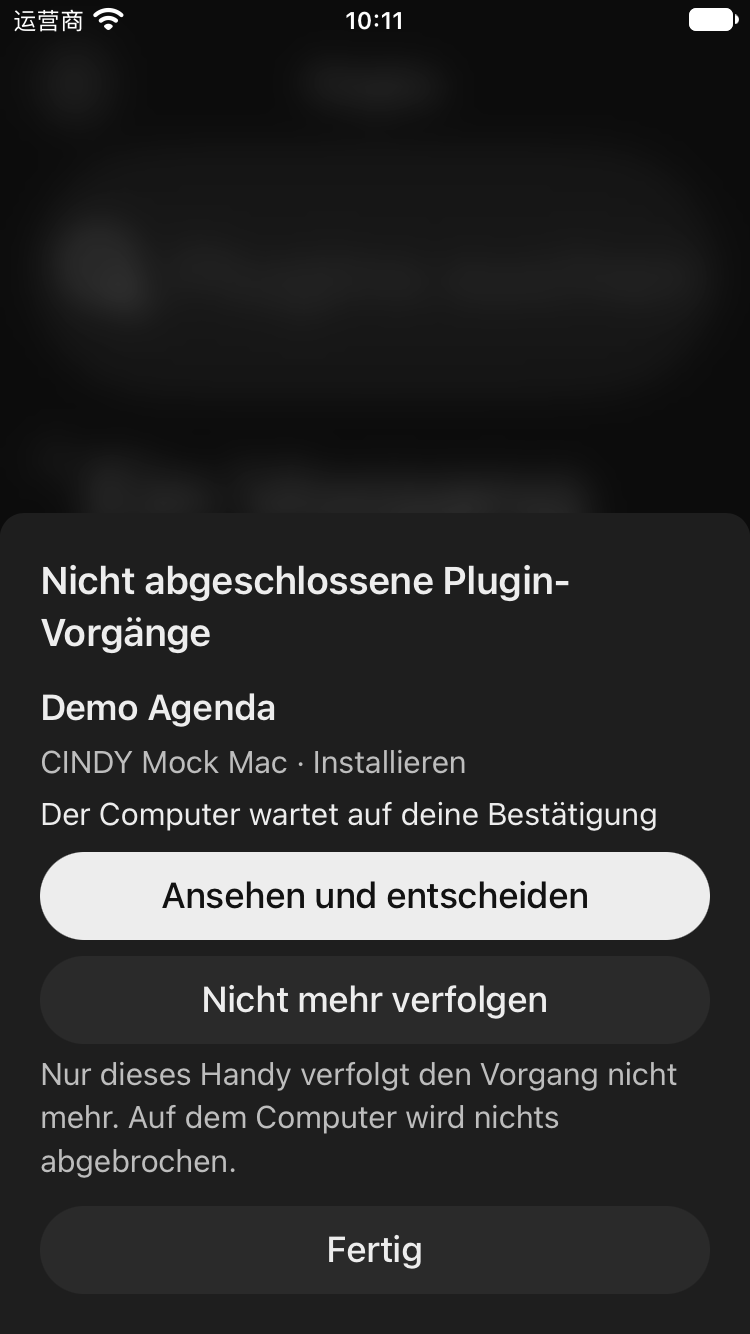 运营商
10:11
Nicht abgeschlossene Plugin-
Vorgänge
Demo Agenda
CINDY Mock Mac · Installieren
Der Computer wartet auf deine Bestätigung
Ansehen und entscheiden
Nicht mehr verfolgen
Nur dieses Handy verfolgt den Vorgang nicht
mehr. Auf dem Computer wird nichts
abgebrochen.
Fertig